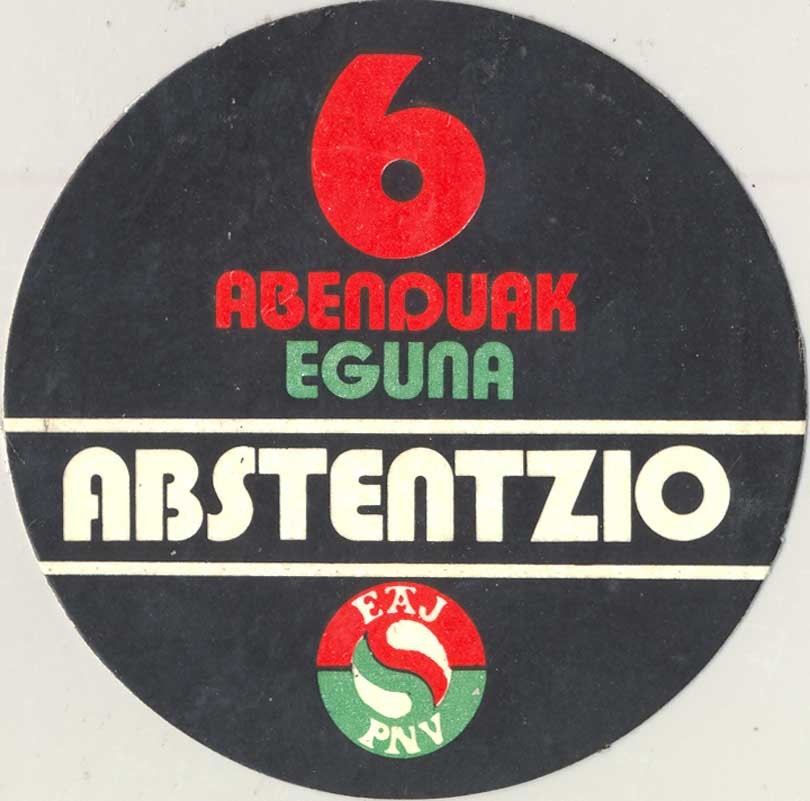 6
ABENDUAK
EGUNA
ABSTENTZIO
EAJ
PNV